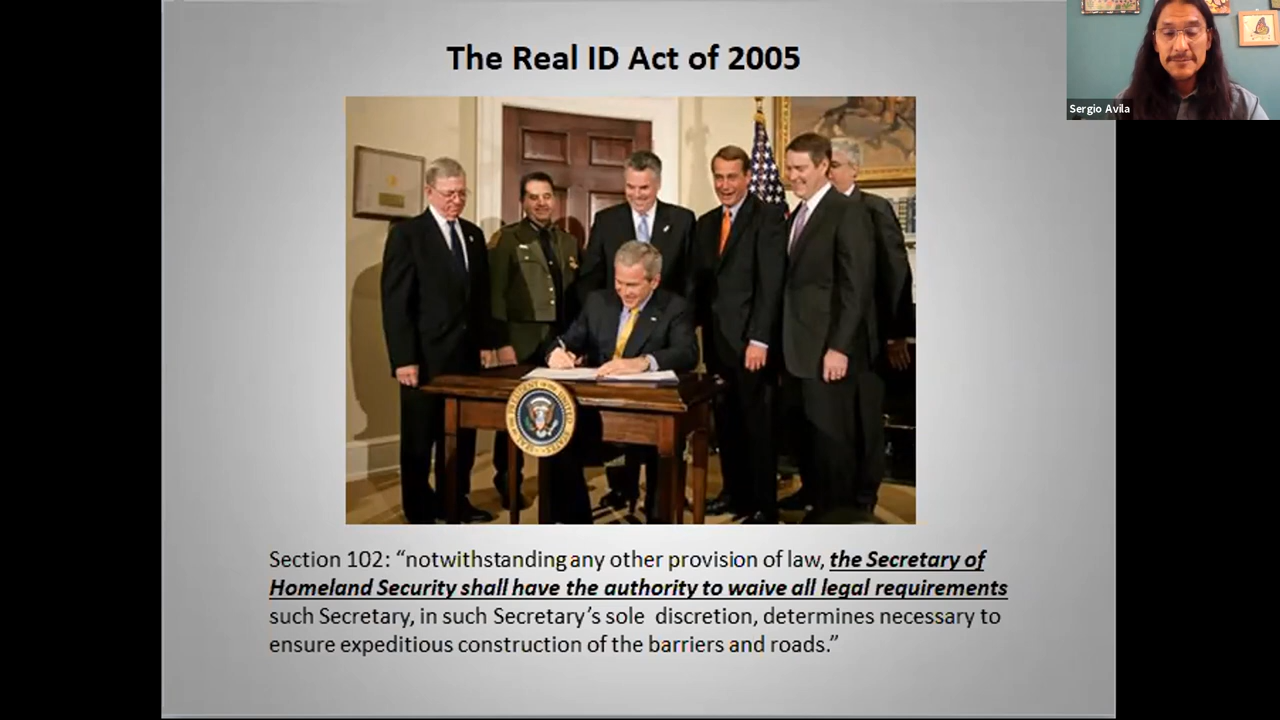 The Real ID Act of 2005
Sergio Avila
Section 102: “notwithstanding any other provision of law, the Secretary of
Homeland Security shall have the authority to waive all legal requirements
such Secretary, in such Secretary’s sole discretion, determines necessary to
ensure expeditious construction of the barriers and roads.”